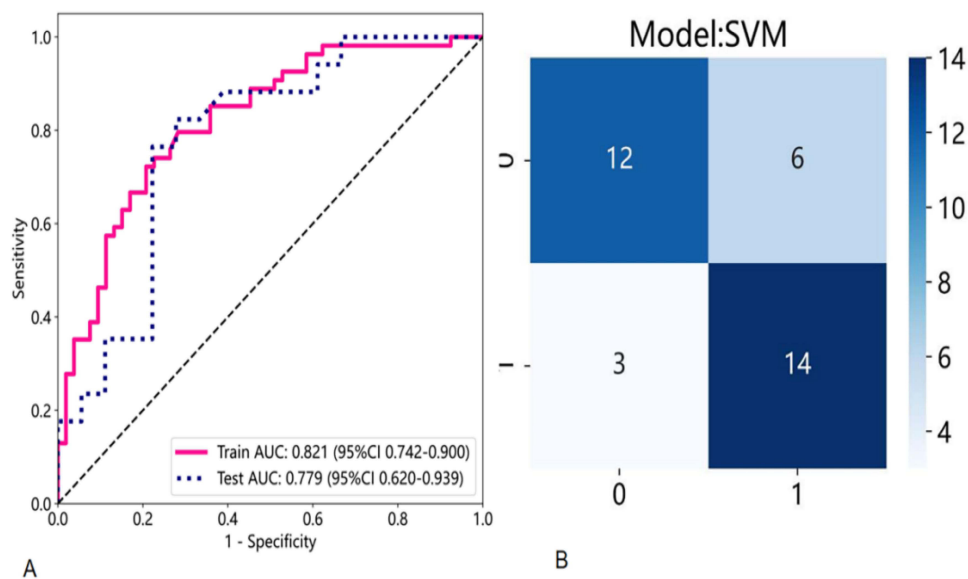 1.0
0.8
0.6
0.4
0.2
0.0
Sensitivity
0.0 0.2 0.4 0.6 0.8 1.0
1 - Specificity
Train AUC: 0.821 (95%CI 0.742-0.900)
Test AUC: 0.779 (95%CI 0.620-0.939)
A
Model:SVM
12 6
3 14
0 1
14
12
10
8
6
4
B